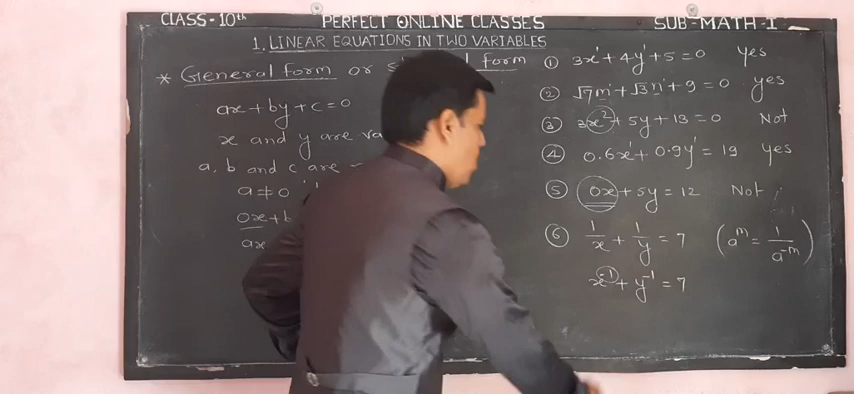 CLASS-10th PERFECT ONLINE CLASSES SUB-MATH-I
1. LINEAR EQUATIONS IN TWO VARIABLES
* General form or form
ax+by+c=0
x and y are
a, b and c are
a≠0
0x+b
ax
① 3x¹+4y¹+5=0 Yes
② √7m¹+√3n¹+9=0 yes
③ 3x²+5y+13=0 Not
④ 0.6x¹+0.9y¹=19 Yes
⑤ 0x+5y=12 Not
⑥ 1/x + 1/y = 7 (aᵐ = 1/a⁻ᵐ)
x⁻¹+y⁻¹=7